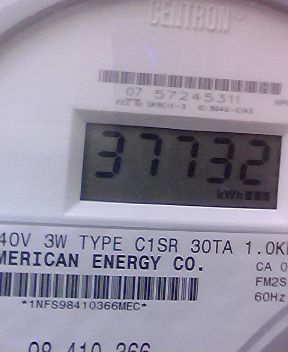 CENTRON
07 57245311
37732
kWh
40V 3W TYPE C1SR 30TA 1.0K
MERICAN ENERGY CO.
CA 0
FM2S
60Hz
*1NFS98410366MEC*
98 410 366